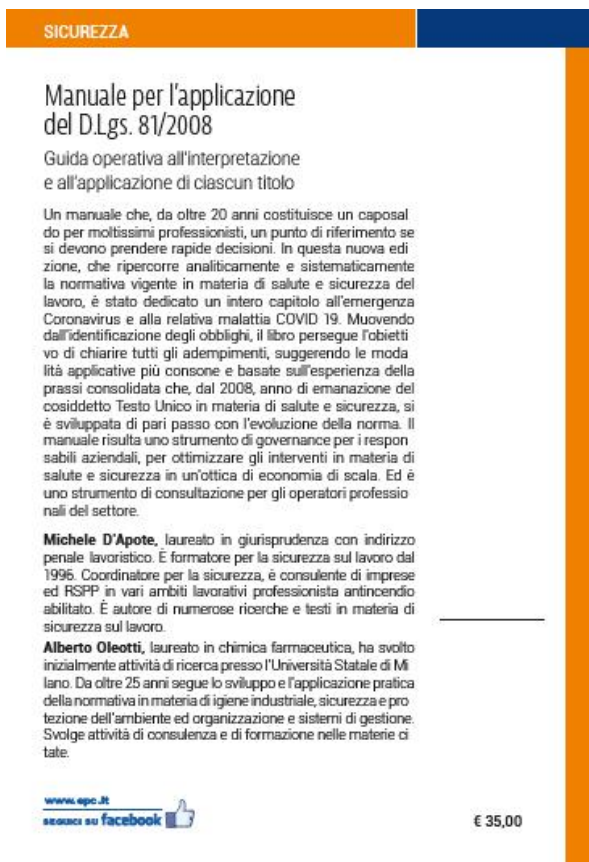 SICUREZZA
Manuale per l'applicazione
del D.Lgs. 81/2008
Guida operativa all'interpretazione
e all'applicazione di ciascun titolo
Un manuale che, da oltre 20 anni costituisce un caposal
do per moltissimi professionisti, un punto di riferimento se
si devono prendere rapide decisioni. In questa nuova edi
zione, che ripercorre analiticamente e sistematicamente
la normativa vigente in materia di salute e sicurezza del
lavoro, è stato dedicato un intero capitolo all'emergenza
Coronavirus e alla relativa malattia COVID 19. Muovendo
dall'identificazione degli obblighi, il libro persegue l'obietti
vo di chiarire tutti gli adempimenti, suggerendo le moda
lità applicative più consone e basate sull'esperienza della
prassi consolidata che, dal 2008, anno di emanazione del
cosiddetto Testo Unico in materia di salute e sicurezza, si
è sviluppata di pari passo con l'evoluzione della norma. Il
manuale risulta uno strumento di governance per i respon
sabili aziendali, per ottimizzare gli interventi in materia di
salute e sicurezza in un'ottica di economia di scala. Ed è
uno strumento di consultazione per gli operatori professio
nali del settore.
Michele D'Apote, laureato in giurisprudenza con indirizzo
penale lavoristico. È formatore per la sicurezza sul lavoro dal
1996. Coordinatore per la sicurezza, è consulente di imprese
ed RSPP in vari ambiti lavorativi professionista antincendio
abilitato. È autore di numerose ricerche e testi in materia di
sicurezza sul lavoro.
Alberto Oleotti, laureato in chimica farmaceutica, ha svolto
inizialmente attività di ricerca presso l'Università Statale di Mi
lano. Da oltre 25 anni segue lo sviluppo e l'applicazione pratica
della normativa in materia di igiene industriale, sicurezza e pro
tezione dell'ambiente ed organizzazione e sistemi di gestione.
Svolge attività di consulenza e di formazione nelle materie ci
tate.
www.epc.it
SEGUICI SU facebook
€ 35,00